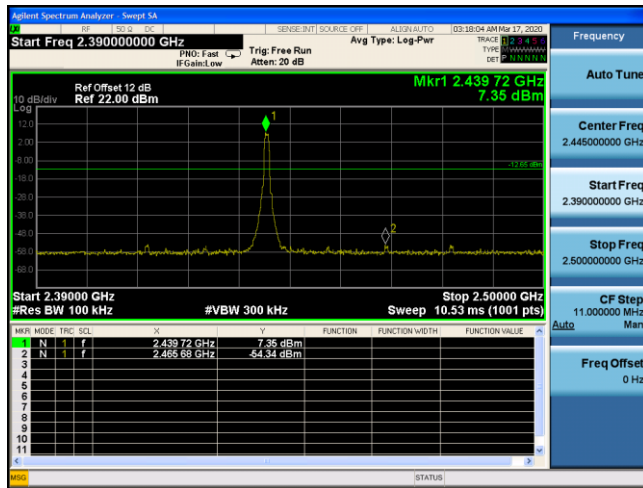 Agilent Spectrum Analyzer - Swept SA
RF 50 Ω DC SENSE:INT SOURCE OFF ALIGN AUTO 03:18:04 AM Mar 17, 2020
Start Freq 2.390000000 GHz
PNO: Fast
IFGain:Low
Trig: Free Run
Atten: 20 dB
Avg Type: Log-Pwr
TRACE 1 2 3 4 5 6
TYPE
DET P N N N N N
Frequency
Auto Tune
Center Freq
2.445000000 GHz
Start Freq
2.390000000 GHz
Stop Freq
2.500000000 GHz
CF Step
11.000000 MHz
Auto Man
Freq Offset
0 Hz
Mkr1 2.439 72 GHz
7.35 dBm
Ref Offset 12 dB
10 dB/div Ref 22.00 dBm
Log
12.0
2.00
-8.00
-18.0
-28.0
-38.0
-48.0
-58.0
-68.0
1
-12.65 dBm
2
Start 2.39000 GHz Stop 2.50000 GHz
#Res BW 100 kHz #VBW 300 kHz Sweep 10.53 ms (1001 pts)
MKR MODE TRC SCL X Y FUNCTION FUNCTION WIDTH FUNCTION VALUE
1 N 1 f 2.439 72 GHz 7.35 dBm
2 N 1 f 2.465 68 GHz -54.34 dBm
3
4
5
6
7
8
9
10
11
MSG STATUS